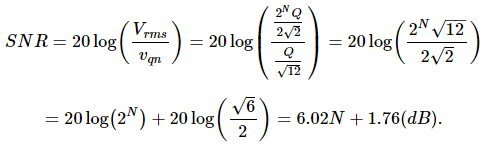 SNR = 20 log(V_rms / v_qn) = 20 log((2^N Q / 2√2) / (Q / √12)) = 20 log(2^N √12 / 2√2)
= 20 log(2^N) + 20 log(√6 / 2) = 6.02N + 1.76(dB).